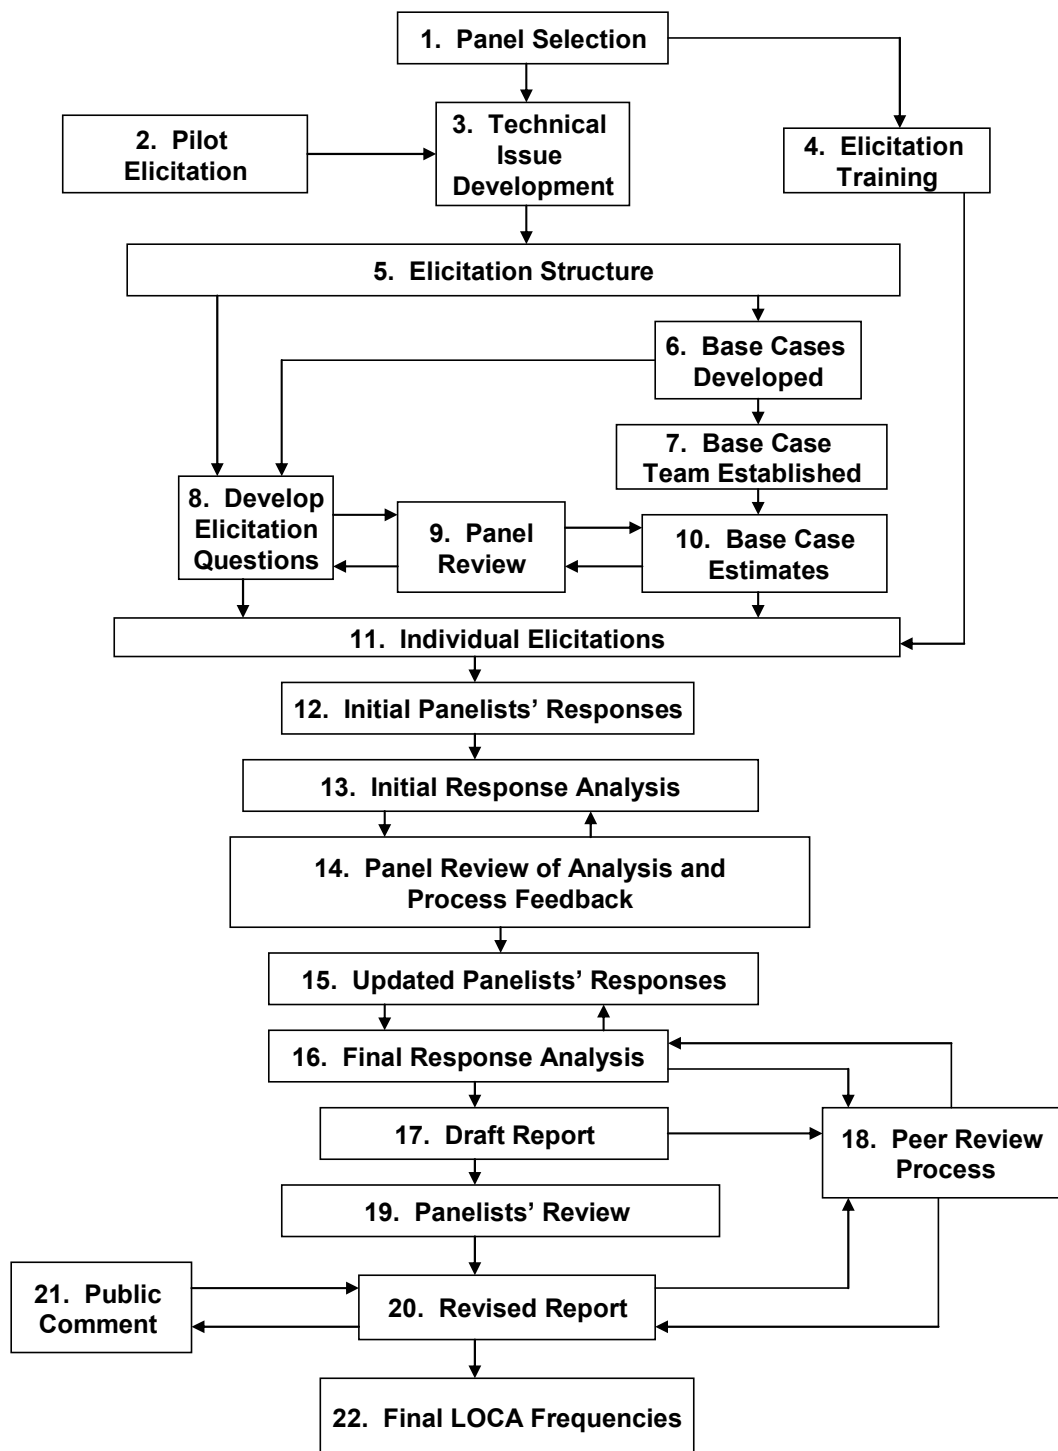 1. Panel Selection
2. Pilot
Elicitation
3. Technical
Issue
Development
4. Elicitation
Training
5. Elicitation Structure
6. Base Cases
Developed
7. Base Case
Team Established
8. Develop
Elicitation
Questions
9. Panel
Review
10. Base Case
Estimates
11. Individual Elicitations
12. Initial Panelists’ Responses
13. Initial Response Analysis
14. Panel Review of Analysis and
Process Feedback
15. Updated Panelists’ Responses
16. Final Response Analysis
17. Draft Report
18. Peer Review
Process
19. Panelists’ Review
20. Revised Report
21. Public
Comment
22. Final LOCA Frequencies